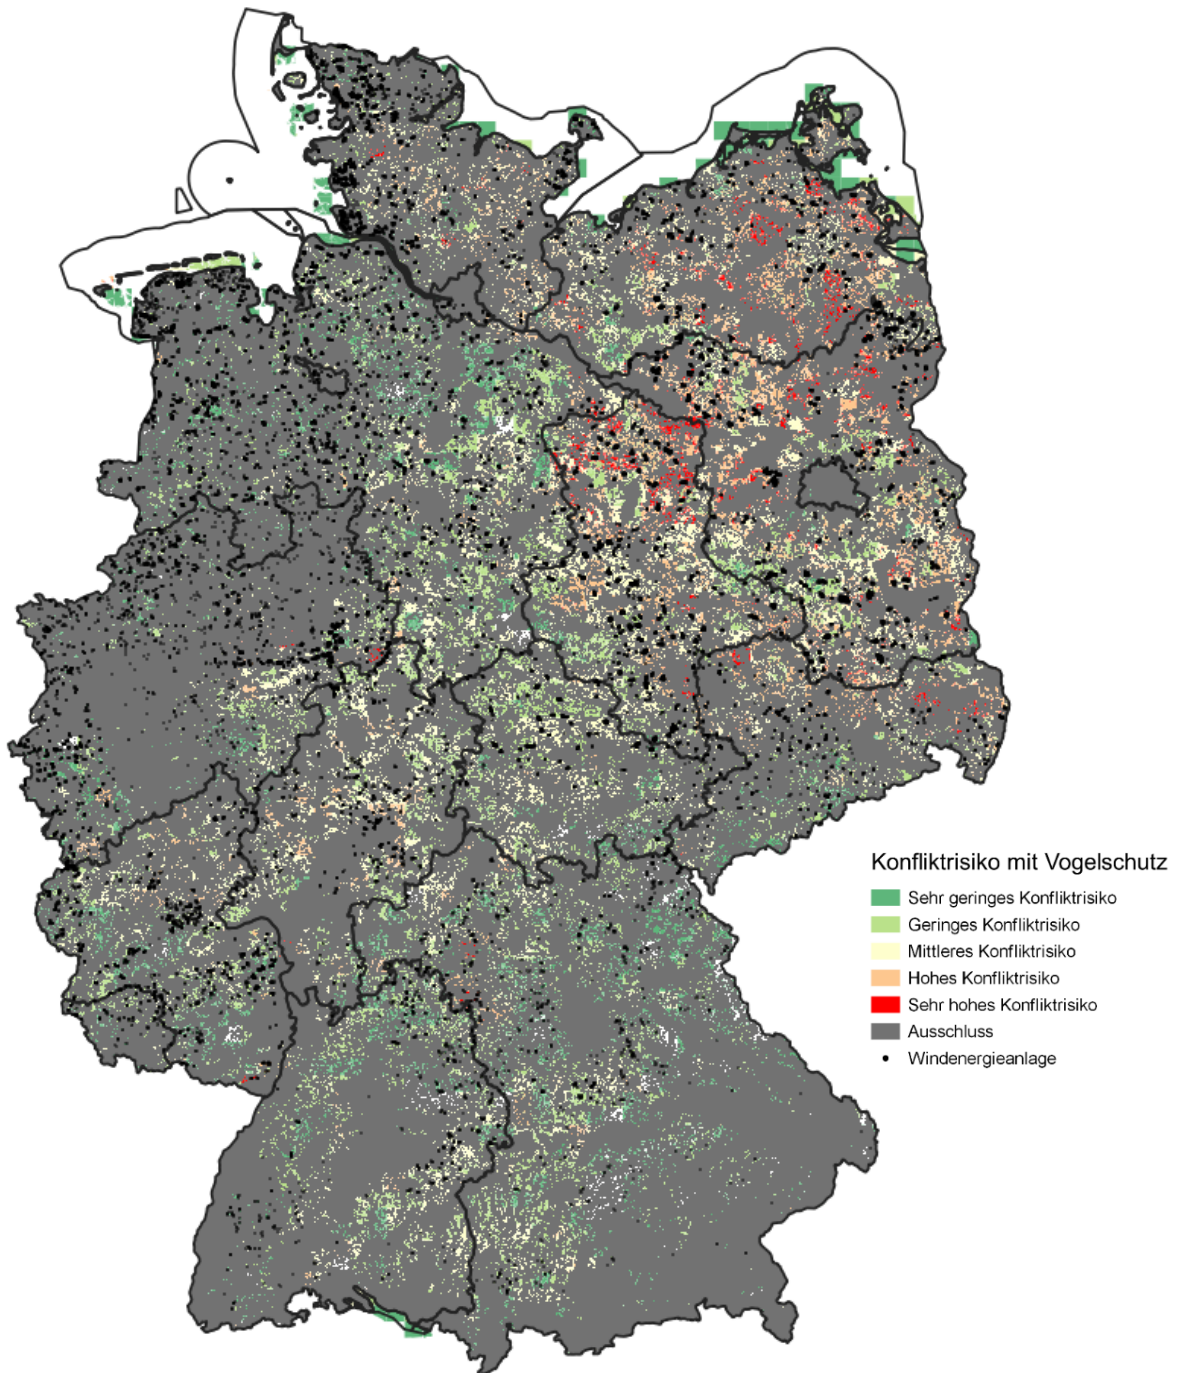 Konfliktrisiko mit Vogelschutz
Sehr geringes Konfliktrisiko
Geringes Konfliktrisiko
Mittleres Konfliktrisiko
Hohes Konfliktrisiko
Sehr hohes Konfliktrisiko
Ausschluss
Windenergieanlage